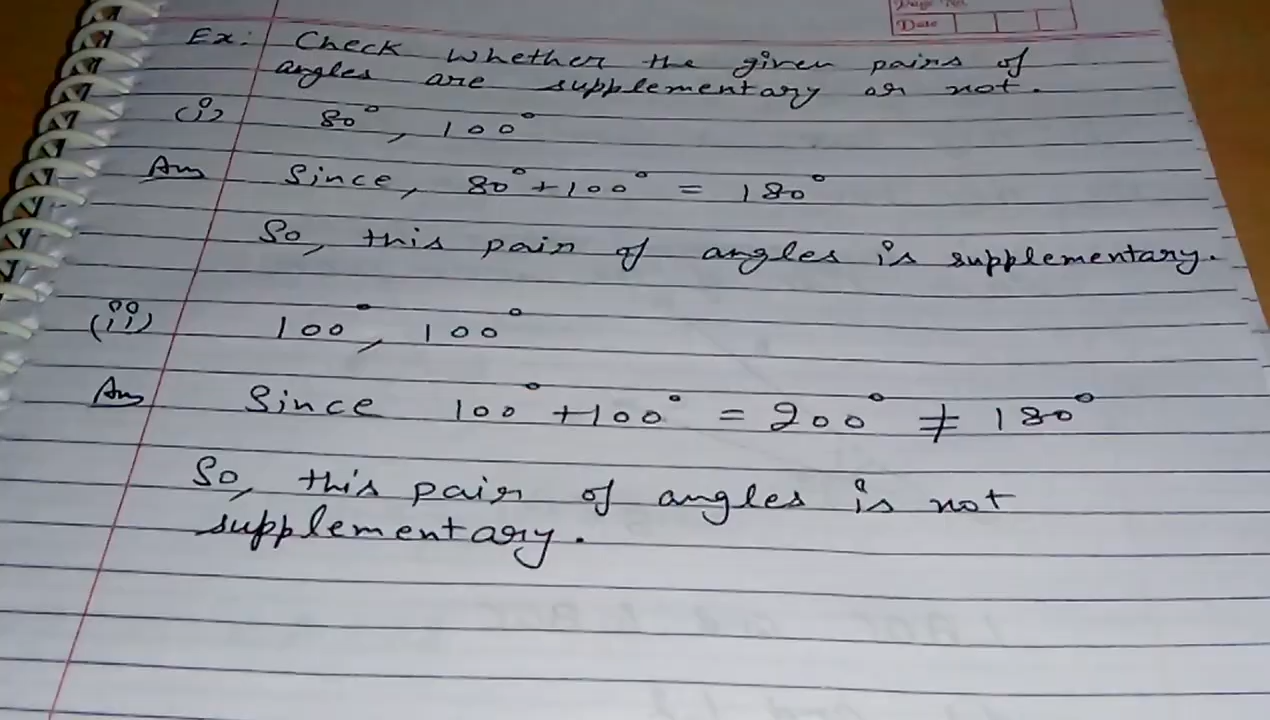 Page No.
Date
Ex: Check whether the given pairs of
angles are supplementary or not.
(i) 80°, 100°
Ans Since, 80° + 100° = 180°
So, this pair of angles is supplementary.
(ii) 100°, 100°
Ans Since 100° + 100° = 200° ≠ 180°
So, this pair of angles is not
supplementary.